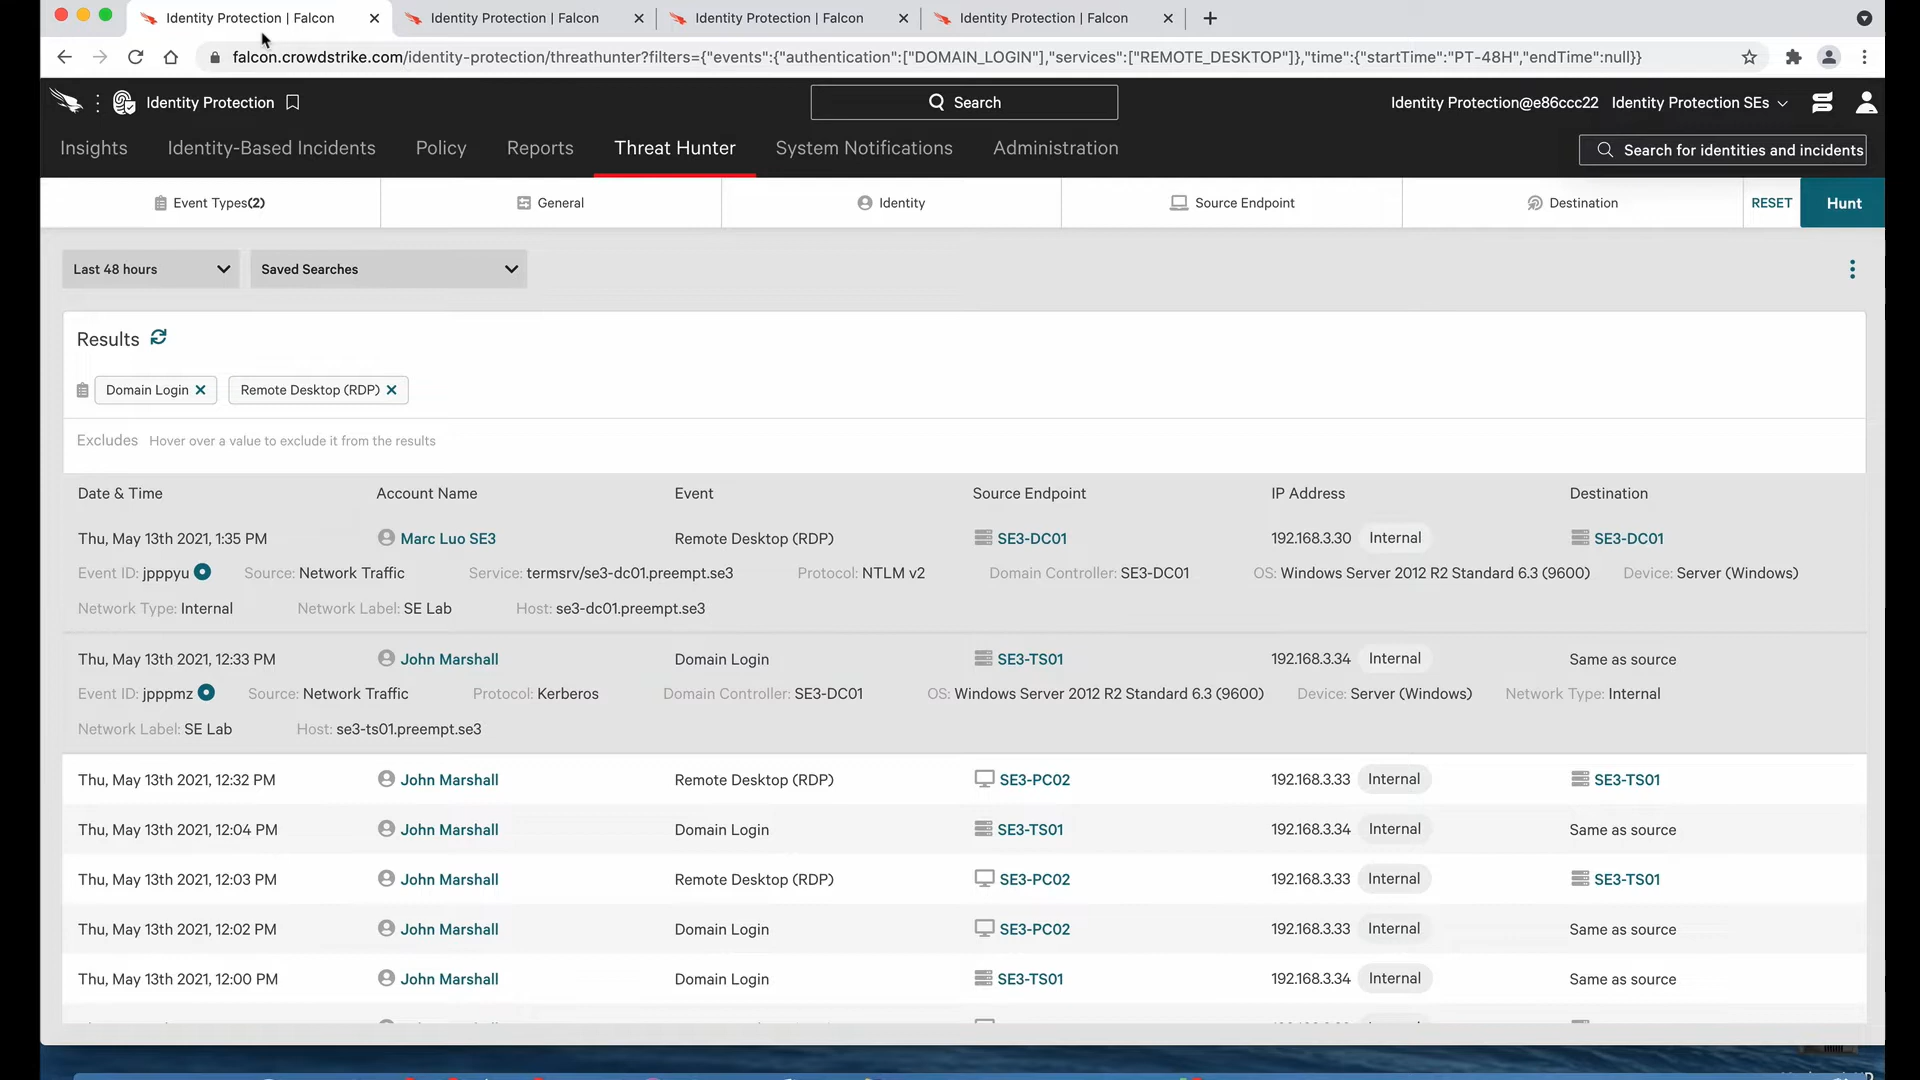 Identity Protection | Falcon Identity Protection | Falcon Identity Protection | Falcon Identity Protection | Falcon
falcon.crowdstrike.com/identity-protection/threathunter?filters={"events":{"authentication":["DOMAIN_LOGIN"],"services":["REMOTE_DESKTOP"]},"time":{"startTime":"PT-48H","endTime":null}}
Identity Protection Search Identity Protection@e86ccc22 Identity Protection SEs
Insights Identity-Based Incidents Policy Reports Threat Hunter System Notifications Administration Search for identities and incidents
Event Types(2) General Identity Source Endpoint Destination RESET Hunt
Last 48 hours Saved Searches
Results
Domain Login Remote Desktop (RDP)
Excludes Hover over a value to exclude it from the results
Date & Time Account Name Event Source Endpoint IP Address Destination
Thu, May 13th 2021, 1:35 PM Marc Luo SE3 Remote Desktop (RDP) SE3-DC01 192.168.3.30 Internal SE3-DC01
Event ID: jpppyu Source: Network Traffic Service: termsrv/se3-dc01.preempt.se3 Protocol: NTLM v2 Domain Controller: SE3-DC01 OS: Windows Server 2012 R2 Standard 6.3 (9600) Device: Server (Windows)
Network Type: Internal Network Label: SE Lab Host: se3-dc01.preempt.se3
Thu, May 13th 2021, 12:33 PM John Marshall Domain Login SE3-TS01 192.168.3.34 Internal Same as source
Event ID: jpppmz Source: Network Traffic Protocol: Kerberos Domain Controller: SE3-DC01 OS: Windows Server 2012 R2 Standard 6.3 (9600) Device: Server (Windows) Network Type: Internal
Network Label: SE Lab Host: se3-ts01.preempt.se3
Thu, May 13th 2021, 12:32 PM John Marshall Remote Desktop (RDP) SE3-PC02 192.168.3.33 Internal SE3-TS01
Thu, May 13th 2021, 12:04 PM John Marshall Domain Login SE3-TS01 192.168.3.34 Internal Same as source
Thu, May 13th 2021, 12:03 PM John Marshall Remote Desktop (RDP) SE3-PC02 192.168.3.33 Internal SE3-TS01
Thu, May 13th 2021, 12:02 PM John Marshall Domain Login SE3-PC02 192.168.3.33 Internal Same as source
Thu, May 13th 2021, 12:00 PM John Marshall Domain Login SE3-TS01 192.168.3.34 Internal Same as source